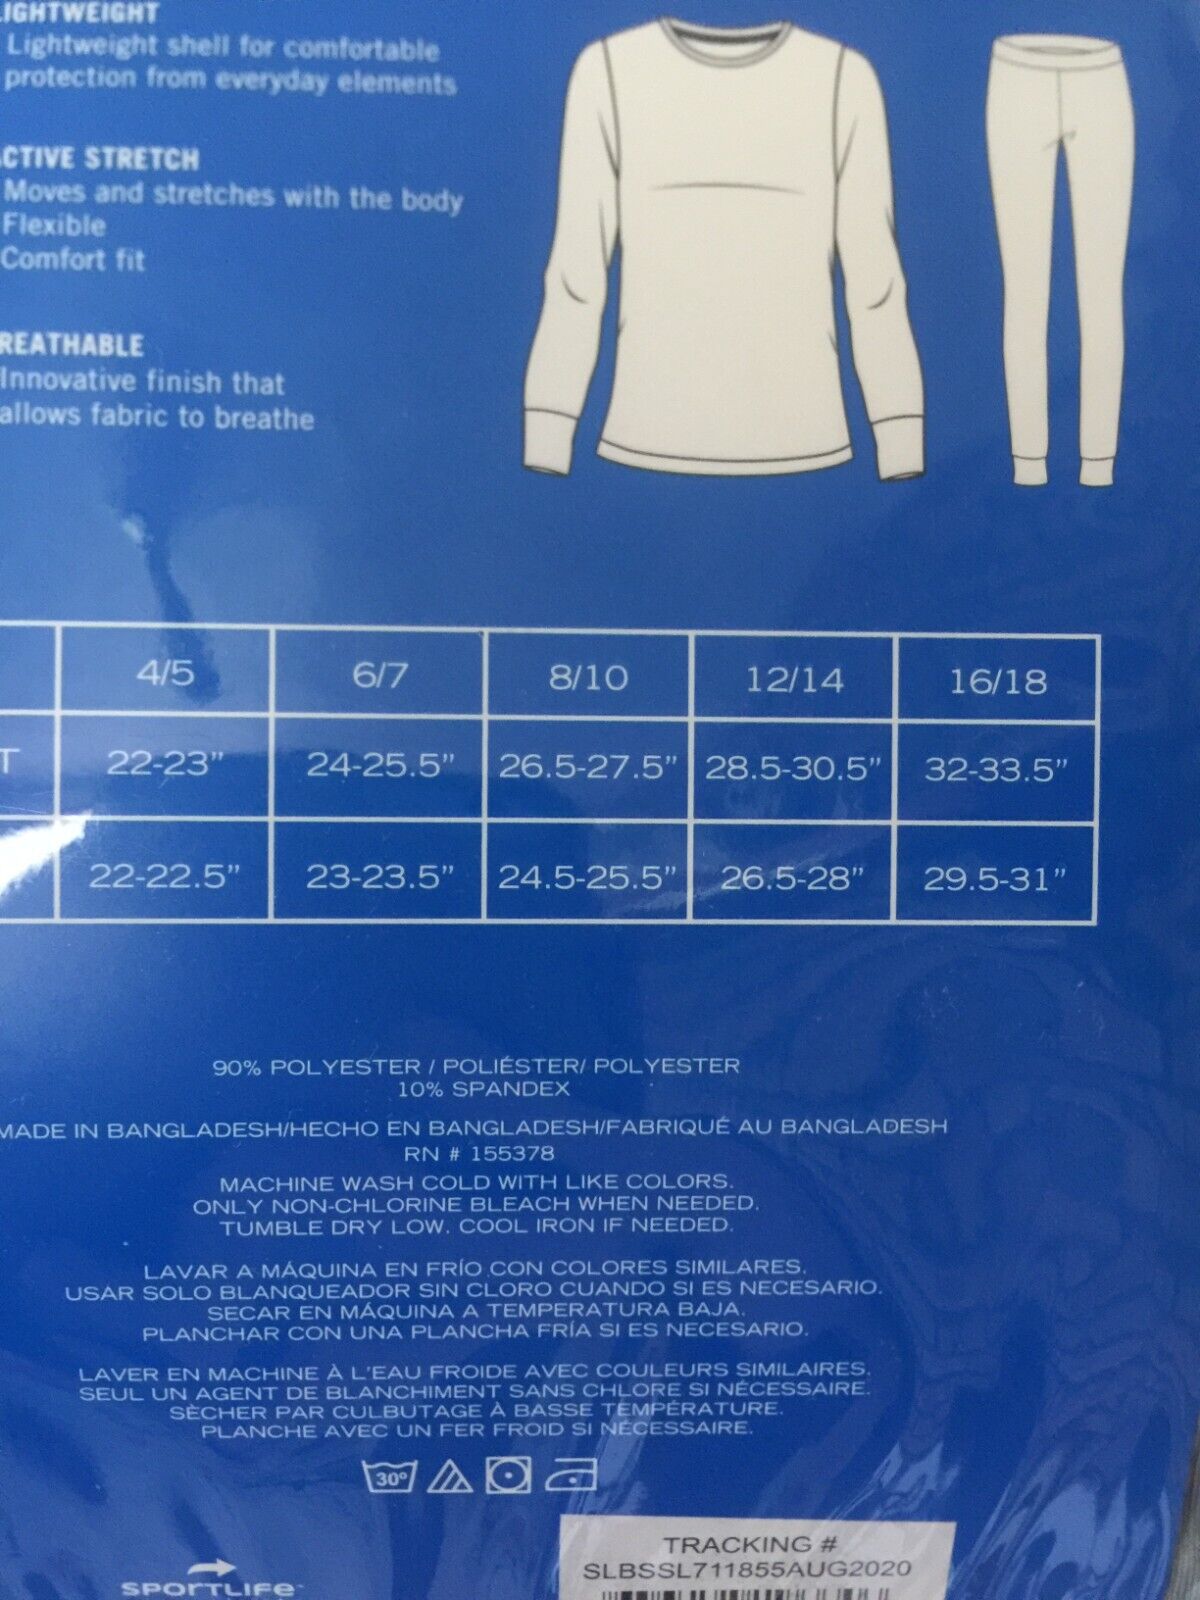 LIGHTWEIGHT
Lightweight shell for comfortable
protection from everyday elements
CTIVE STRETCH
Moves and stretches with the body
Flexible
Comfort fit
REATHABLE
Innovative finish that
allows fabric to breathe
4/5 6/7 8/10 12/14 16/18
T 22-23” 24-25.5” 26.5-27.5” 28.5-30.5” 32-33.5”
22-22.5” 23-23.5” 24.5-25.5” 26.5-28” 29.5-31”
90% POLYESTER / POLIÉSTER/ POLYESTER
10% SPANDEX
MADE IN BANGLADESH/HECHO EN BANGLADESH/FABRIQUÉ AU BANGLADESH
RN # 155378
MACHINE WASH COLD WITH LIKE COLORS.
ONLY NON-CHLORINE BLEACH WHEN NEEDED.
TUMBLE DRY LOW. COOL IRON IF NEEDED.
LAVAR A MÁQUINA EN FRÍO CON COLORES SIMILARES.
USAR SOLO BLANQUEADOR SIN CLORO CUANDO SI ES NECESARIO.
SECAR EN MÁQUINA A TEMPERATURA BAJA.
PLANCHAR CON UNA PLANCHA FRÍA SI ES NECESARIO.
LAVER EN MACHINE À L'EAU FROIDE AVEC COULEURS SIMILAIRES.
SEUL UN AGENT DE BLANCHIMENT SANS CHLORE SI NÉCESSAIRE.
SÈCHER PAR CULBUTAGE À BASSE TEMPÉRATURE.
PLANCHE AVEC UN FER FROID SI NÉCESSAIRE.
30°
TRACKING #
SLBSSL711855AUG2020
SPORTLIFE